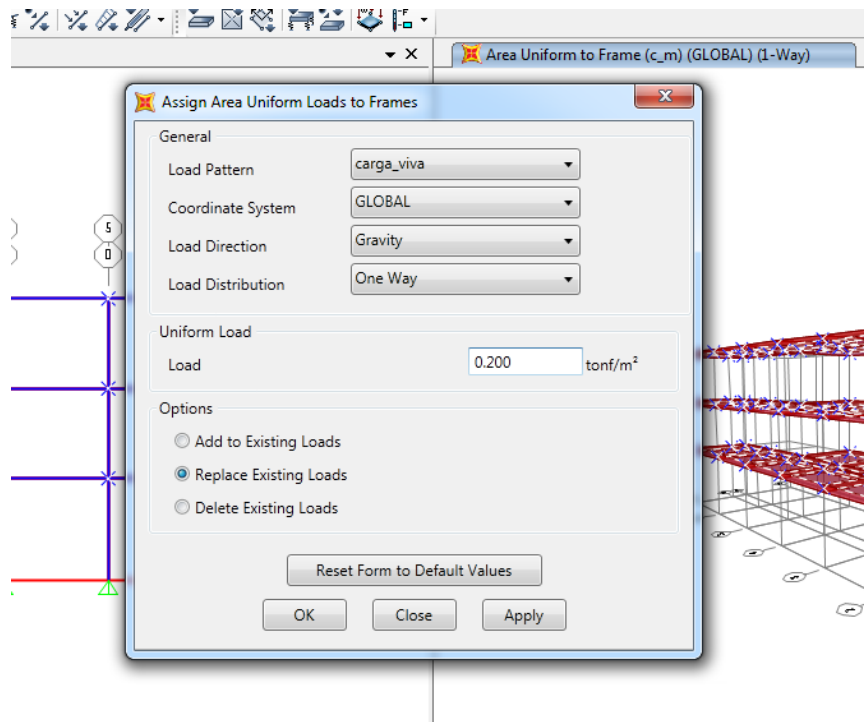 Area Uniform to Frame (c_m) (GLOBAL) (1-Way)
Assign Area Uniform Loads to Frames
General
Load Pattern carga_viva
Coordinate System GLOBAL
Load Direction Gravity
Load Distribution One Way
Uniform Load
Load 0.200 tonf/m²
Options
Add to Existing Loads
Replace Existing Loads
Delete Existing Loads
Reset Form to Default Values
OK Close Apply
5
D